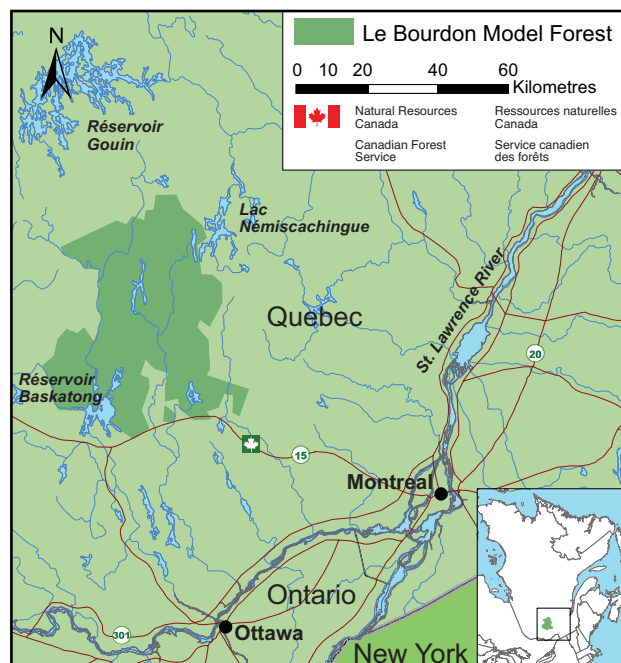 N
Le Bourdon Model Forest
0 10 20 40 60
Kilometres
Natural Resources
Canada
Ressources naturelles
Canada
Canadian Forest
Service
Service canadien
des forêts
Réservoir
Gouin
Lac
Némiscachingue
Quebec
St. Lawrence River
20
Réservoir
Baskatong
15
Montreal
Ontario
301
Ottawa
New York